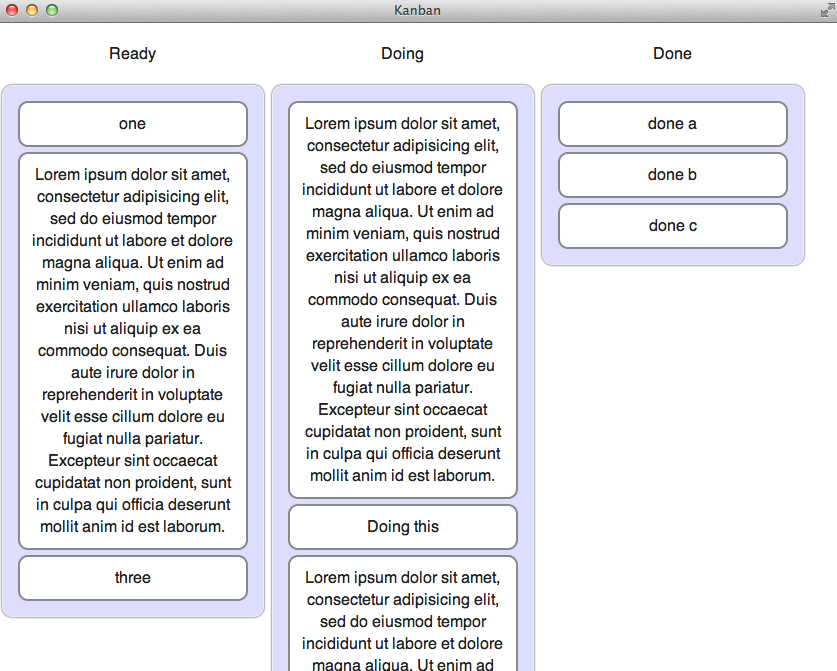 Kanban
Ready
one
Lorem ipsum dolor sit amet,
consectetur adipisicing elit,
sed do eiusmod tempor
incididunt ut labore et dolore
magna aliqua. Ut enim ad
minim veniam, quis nostrud
exercitation ullamco laboris
nisi ut aliquip ex ea
commodo consequat. Duis
aute irure dolor in
reprehenderit in voluptate
velit esse cillum dolore eu
fugiat nulla pariatur.
Excepteur sint occaecat
cupidatat non proident, sunt
in culpa qui officia deserunt
mollit anim id est laborum.
three
Doing
Lorem ipsum dolor sit amet,
consectetur adipisicing elit,
sed do eiusmod tempor
incididunt ut labore et dolore
magna aliqua. Ut enim ad
minim veniam, quis nostrud
exercitation ullamco laboris
nisi ut aliquip ex ea
commodo consequat. Duis
aute irure dolor in
reprehenderit in voluptate
velit esse cillum dolore eu
fugiat nulla pariatur.
Excepteur sint occaecat
cupidatat non proident, sunt
in culpa qui officia deserunt
mollit anim id est laborum.
Doing this
Lorem ipsum dolor sit amet,
consectetur adipisicing elit,
sed do eiusmod tempor
incididunt ut labore et dolore
magna aliqua. Ut enim ad
Done
done a
done b
done c